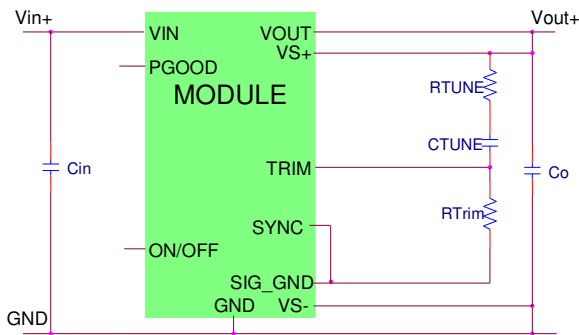 Vin+
Vout+
VIN
VOUT
VS+
PGOOD
MODULE
RTUNE
CTUNE
TRIM
Cin
Co
RTrim
SYNC
ON/OFF
SIG_GND
GND
GND
VS-